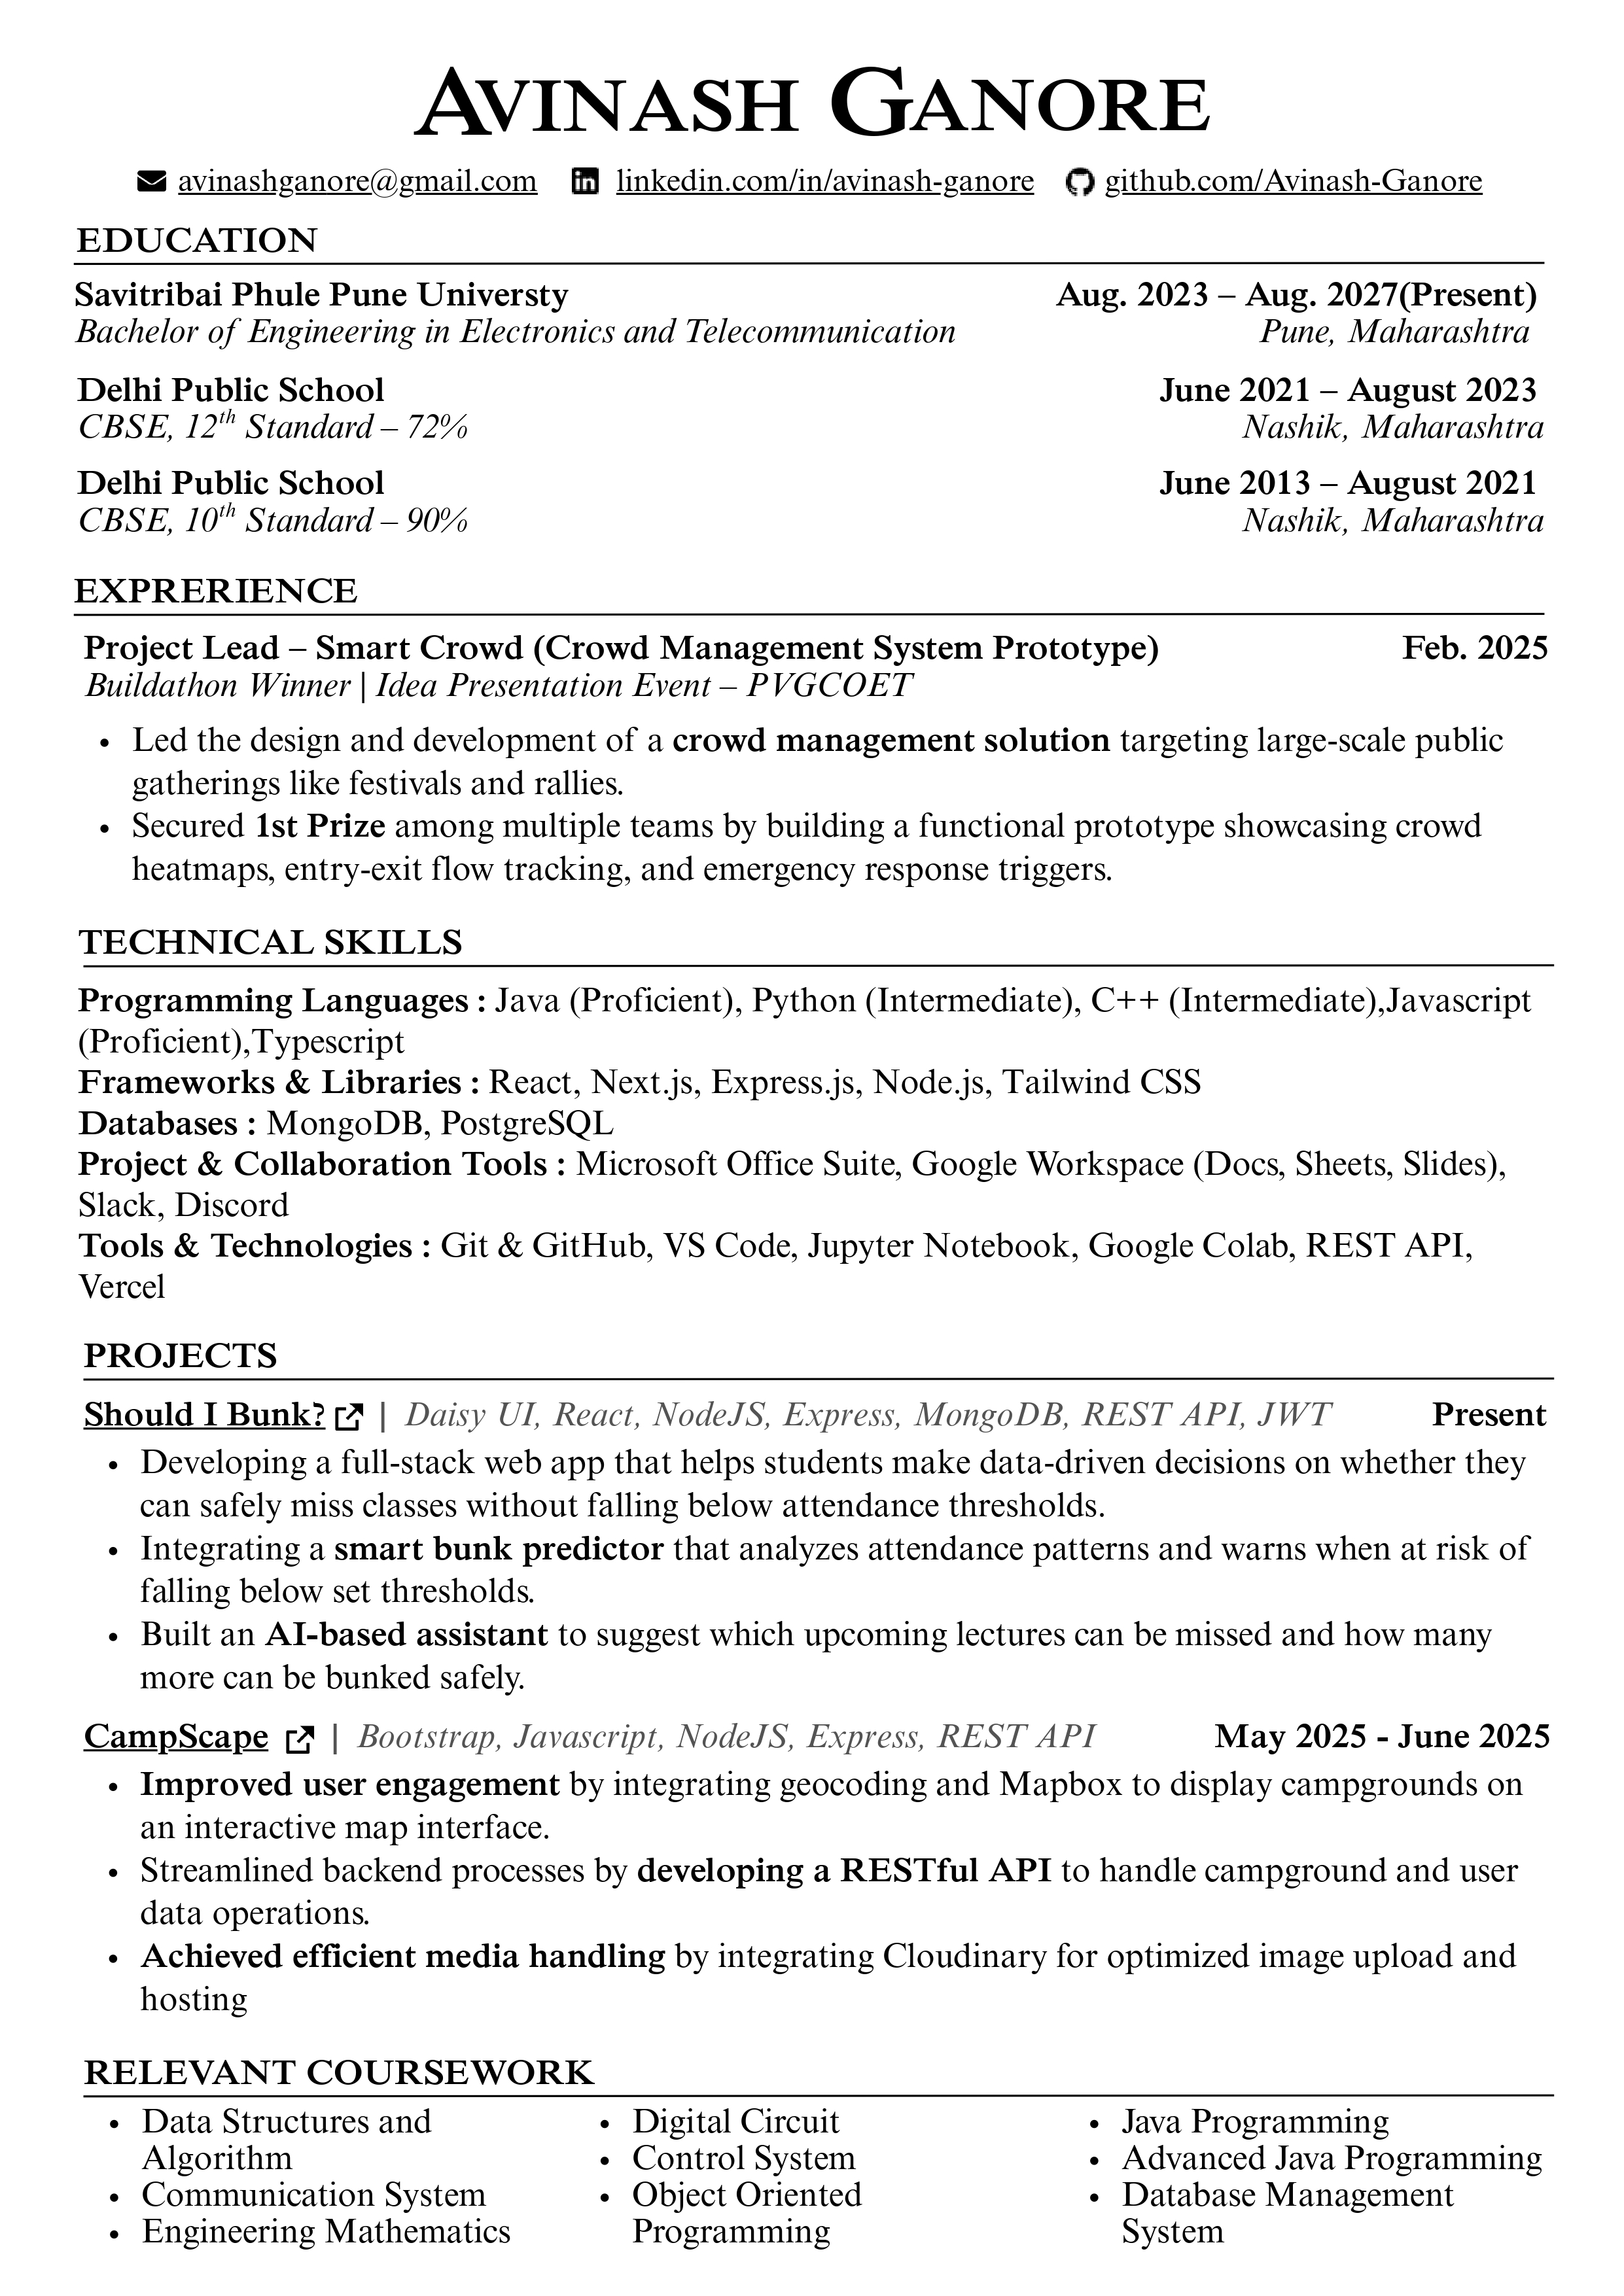 AVINASH GANORE
avinashganore@gmail.com linkedin.com/in/avinash-ganore github.com/Avinash-Ganore
EDUCATION
Savitribai Phule Pune Universty Aug. 2023 – Aug. 2027(Present)
Bachelor of Engineering in Electronics and Telecommunication Pune, Maharashtra
Delhi Public School June 2021 – August 2023
CBSE, 12th Standard – 72% Nashik, Maharashtra
Delhi Public School June 2013 – August 2021
CBSE, 10th Standard – 90% Nashik, Maharashtra
EXPRERIENCE
Project Lead – Smart Crowd (Crowd Management System Prototype) Feb. 2025
Buildathon Winner | Idea Presentation Event – PVGCOET
• Led the design and development of a crowd management solution targeting large-scale public
gatherings like festivals and rallies.
• Secured 1st Prize among multiple teams by building a functional prototype showcasing crowd
heatmaps, entry-exit flow tracking, and emergency response triggers.
TECHNICAL SKILLS
Programming Languages : Java (Proficient), Python (Intermediate), C++ (Intermediate),Javascript
(Proficient),Typescript
Frameworks & Libraries : React, Next.js, Express.js, Node.js, Tailwind CSS
Databases : MongoDB, PostgreSQL
Project & Collaboration Tools : Microsoft Office Suite, Google Workspace (Docs, Sheets, Slides),
Slack, Discord
Tools & Technologies : Git & GitHub, VS Code, Jupyter Notebook, Google Colab, REST API,
Vercel
PROJECTS
Should I Bunk? | Daisy UI, React, NodeJS, Express, MongoDB, REST API, JWT Present
• Developing a full-stack web app that helps students make data-driven decisions on whether they
can safely miss classes without falling below attendance thresholds.
• Integrating a smart bunk predictor that analyzes attendance patterns and warns when at risk of
falling below set thresholds.
• Built an AI-based assistant to suggest which upcoming lectures can be missed and how many
more can be bunked safely.
CampScape | Bootstrap, Javascript, NodeJS, Express, REST API May 2025 - June 2025
• Improved user engagement by integrating geocoding and Mapbox to display campgrounds on
an interactive map interface.
• Streamlined backend processes by developing a RESTful API to handle campground and user
data operations.
• Achieved efficient media handling by integrating Cloudinary for optimized image upload and
hosting
RELEVANT COURSEWORK
• Data Structures and
Algorithm
• Communication System
• Engineering Mathematics
• Digital Circuit
• Control System
• Object Oriented
Programming
• Java Programming
• Advanced Java Programming
• Database Management
System